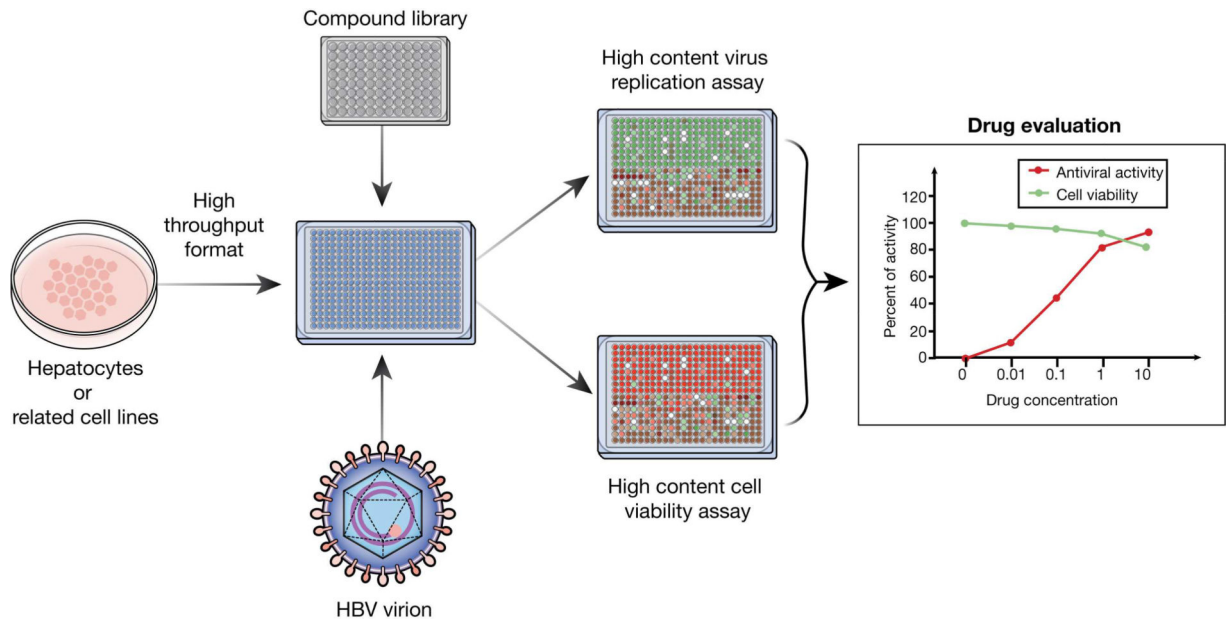 Compound library
High content virus
replication assay
Drug evaluation
Antiviral activity
Cell viability
120
100
80
60
40
20
0
Percent of activity
0
0.01
0.1
1
10
Drug concentration
High
throughput
format
Hepatocytes
or
related cell lines
High content cell
viability assay
HBV virion